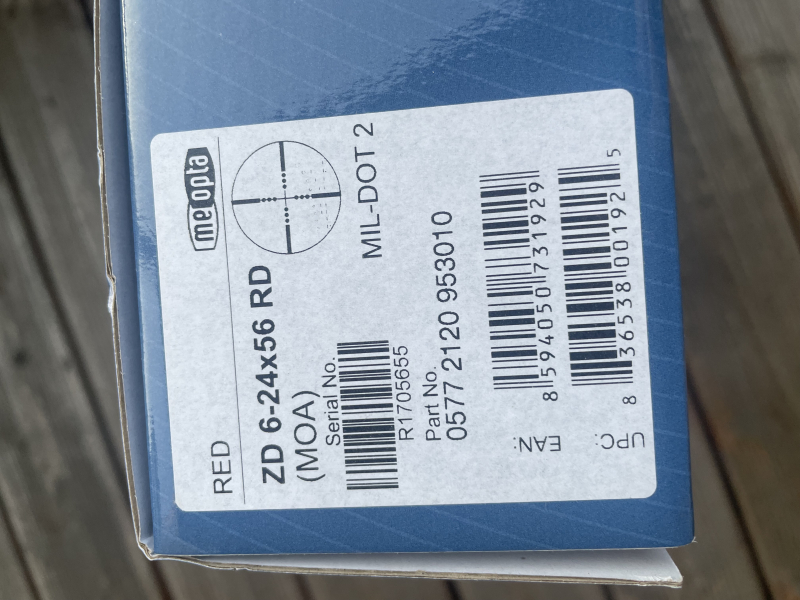 RED
meopta
ZD 6-24x56 RD
(MOA)
Serial No.
R1705655
MIL-DOT 2
Part No.
0577 2120 953010
EAN:
8 594050 731929
UPC:
8 36538 00192 5